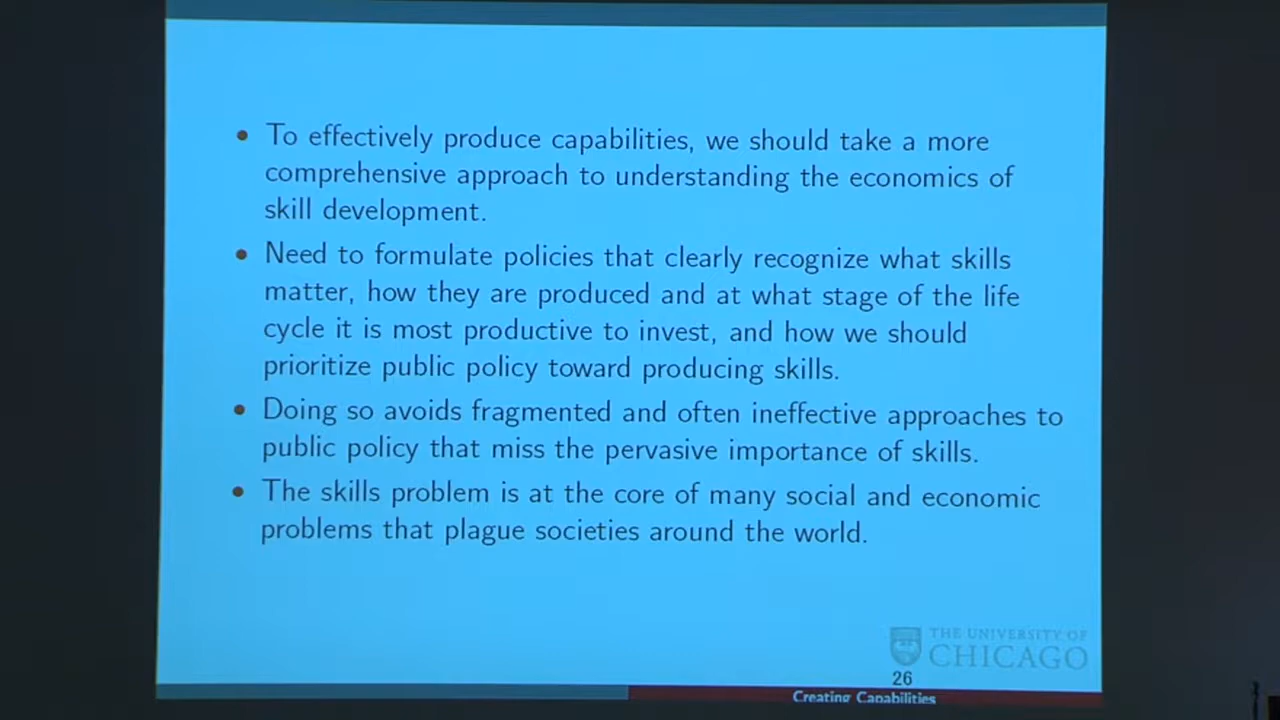 • To effectively produce capabilities, we should take a more
comprehensive approach to understanding the economics of
skill development.
• Need to formulate policies that clearly recognize what skills
matter, how they are produced and at what stage of the life
cycle it is most productive to invest, and how we should
prioritize public policy toward producing skills.
• Doing so avoids fragmented and often ineffective approaches to
public policy that miss the pervasive importance of skills.
• The skills problem is at the core of many social and economic
problems that plague societies around the world.
THE UNIVERSITY OF
CHICAGO
26
Creating Capabilities